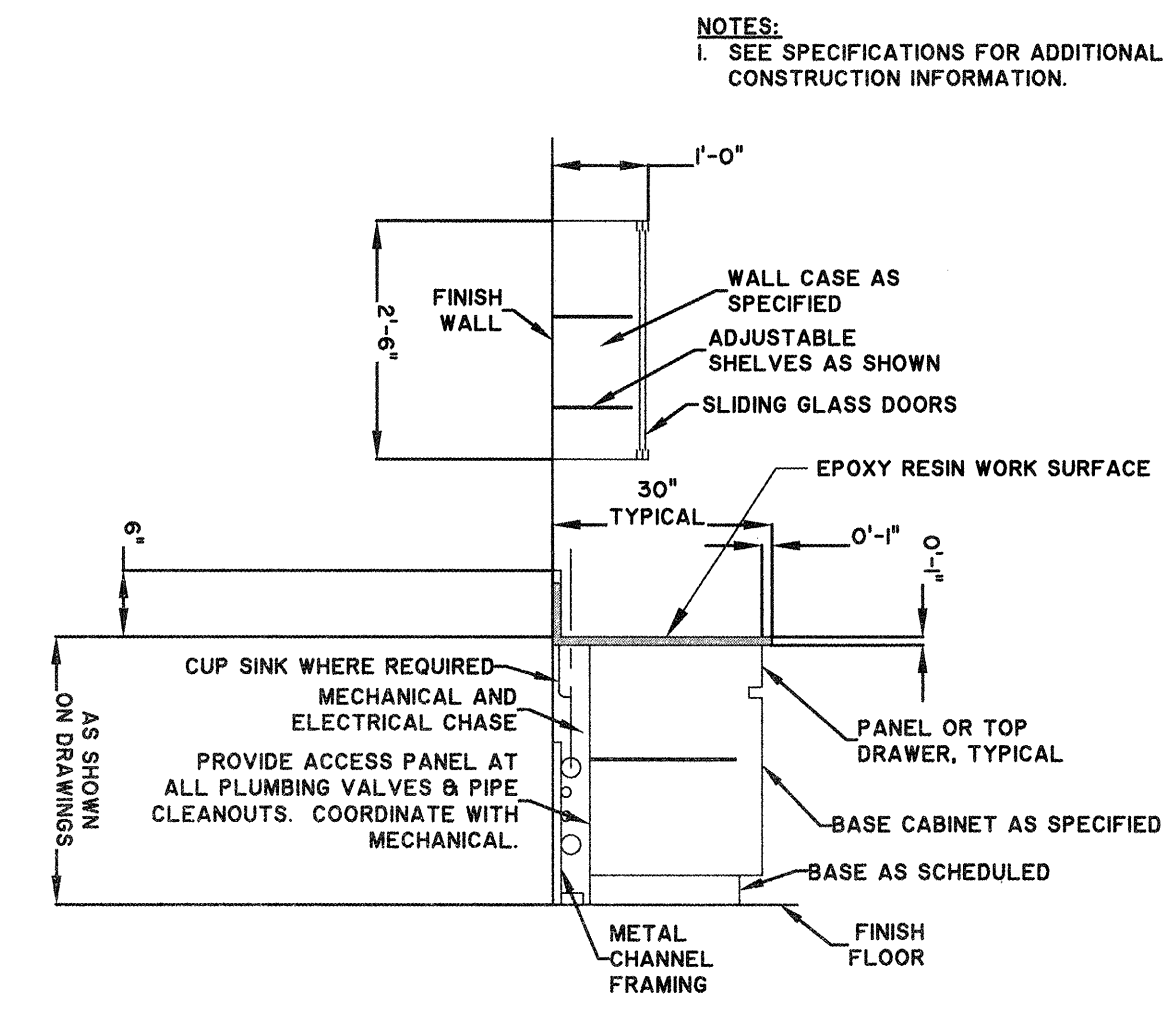 NOTES:
1. SEE SPECIFICATIONS FOR ADDITIONAL
CONSTRUCTION INFORMATION.
1'-0"
2'-6"
FINISH
WALL
WALL CASE AS
SPECIFIED
ADJUSTABLE
SHELVES AS SHOWN
SLIDING GLASS DOORS
EPOXY RESIN WORK SURFACE
30"
TYPICAL
0'-1"
0'-1"
6"
AS SHOWN
ON DRAWINGS
CUP SINK WHERE REQUIRED
MECHANICAL AND
ELECTRICAL CHASE
PROVIDE ACCESS PANEL AT
ALL PLUMBING VALVES & PIPE
CLEANOUTS. COORDINATE WITH
MECHANICAL.
PANEL OR TOP
DRAWER, TYPICAL
BASE CABINET AS SPECIFIED
BASE AS SCHEDULED
METAL
CHANNEL
FRAMING
FINISH
FLOOR